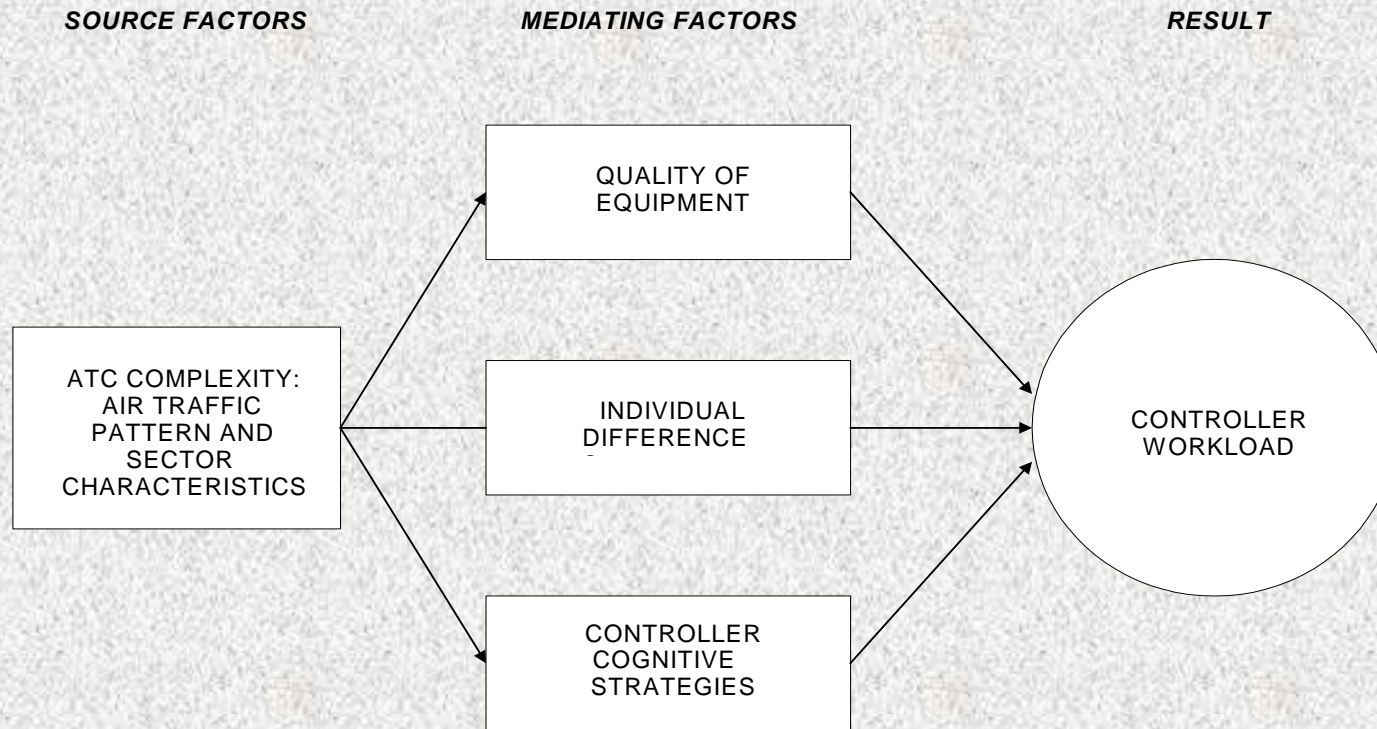 SOURCE FACTORS
MEDIATING FACTORS
RESULT
QUALITY OF
EQUIPMENT
ATC COMPLEXITY:
AIR TRAFFIC
PATTERN AND
SECTOR
CHARACTERISTICS
INDIVIDUAL
DIFFERENCE
CONTROLLER
COGNITIVE
STRATEGIES
CONTROLLER
WORKLOAD